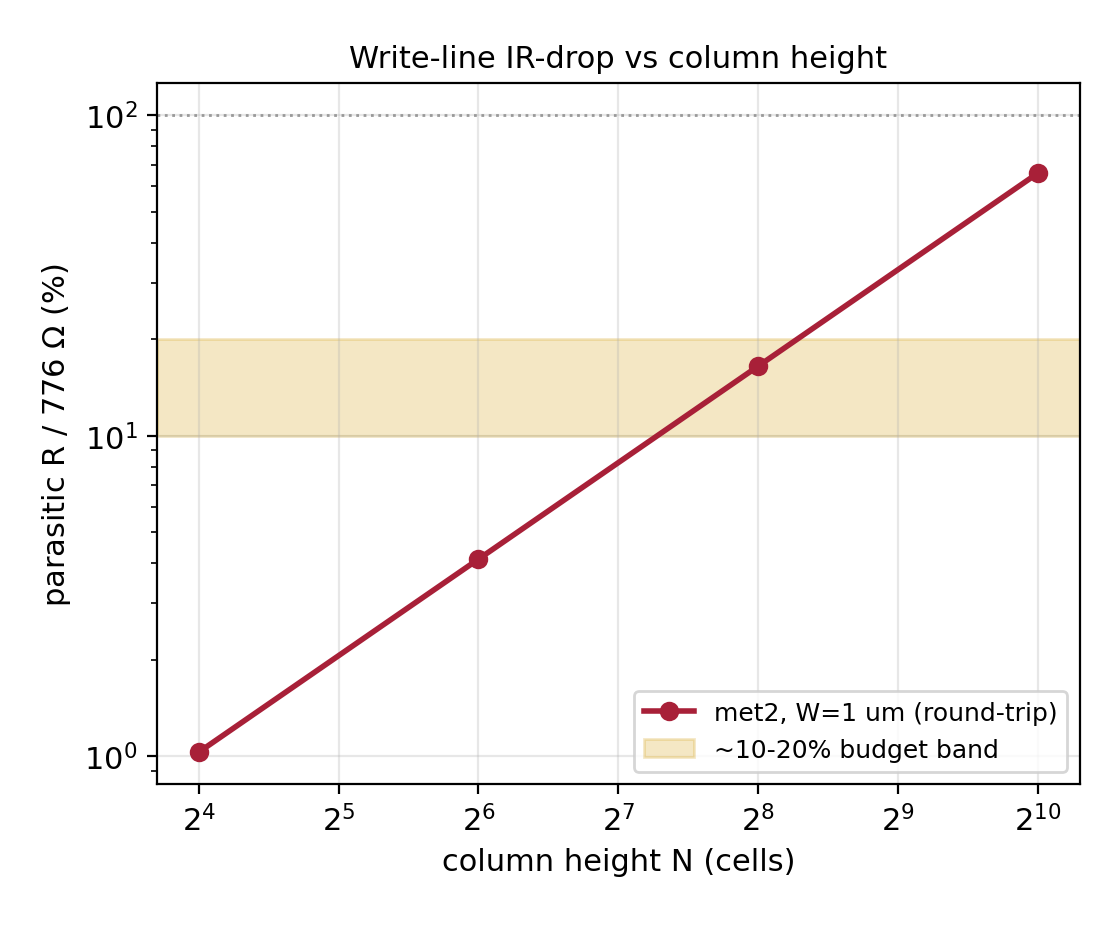 Write-line IR-drop vs column height
parasitic R / 776 Ω (%)
10²
10¹
10⁰
2⁴
2⁵
2⁶
2⁷
2⁸
2⁹
2¹⁰
column height N (cells)
met2, W=1 um (round-trip)
~10-20% budget band